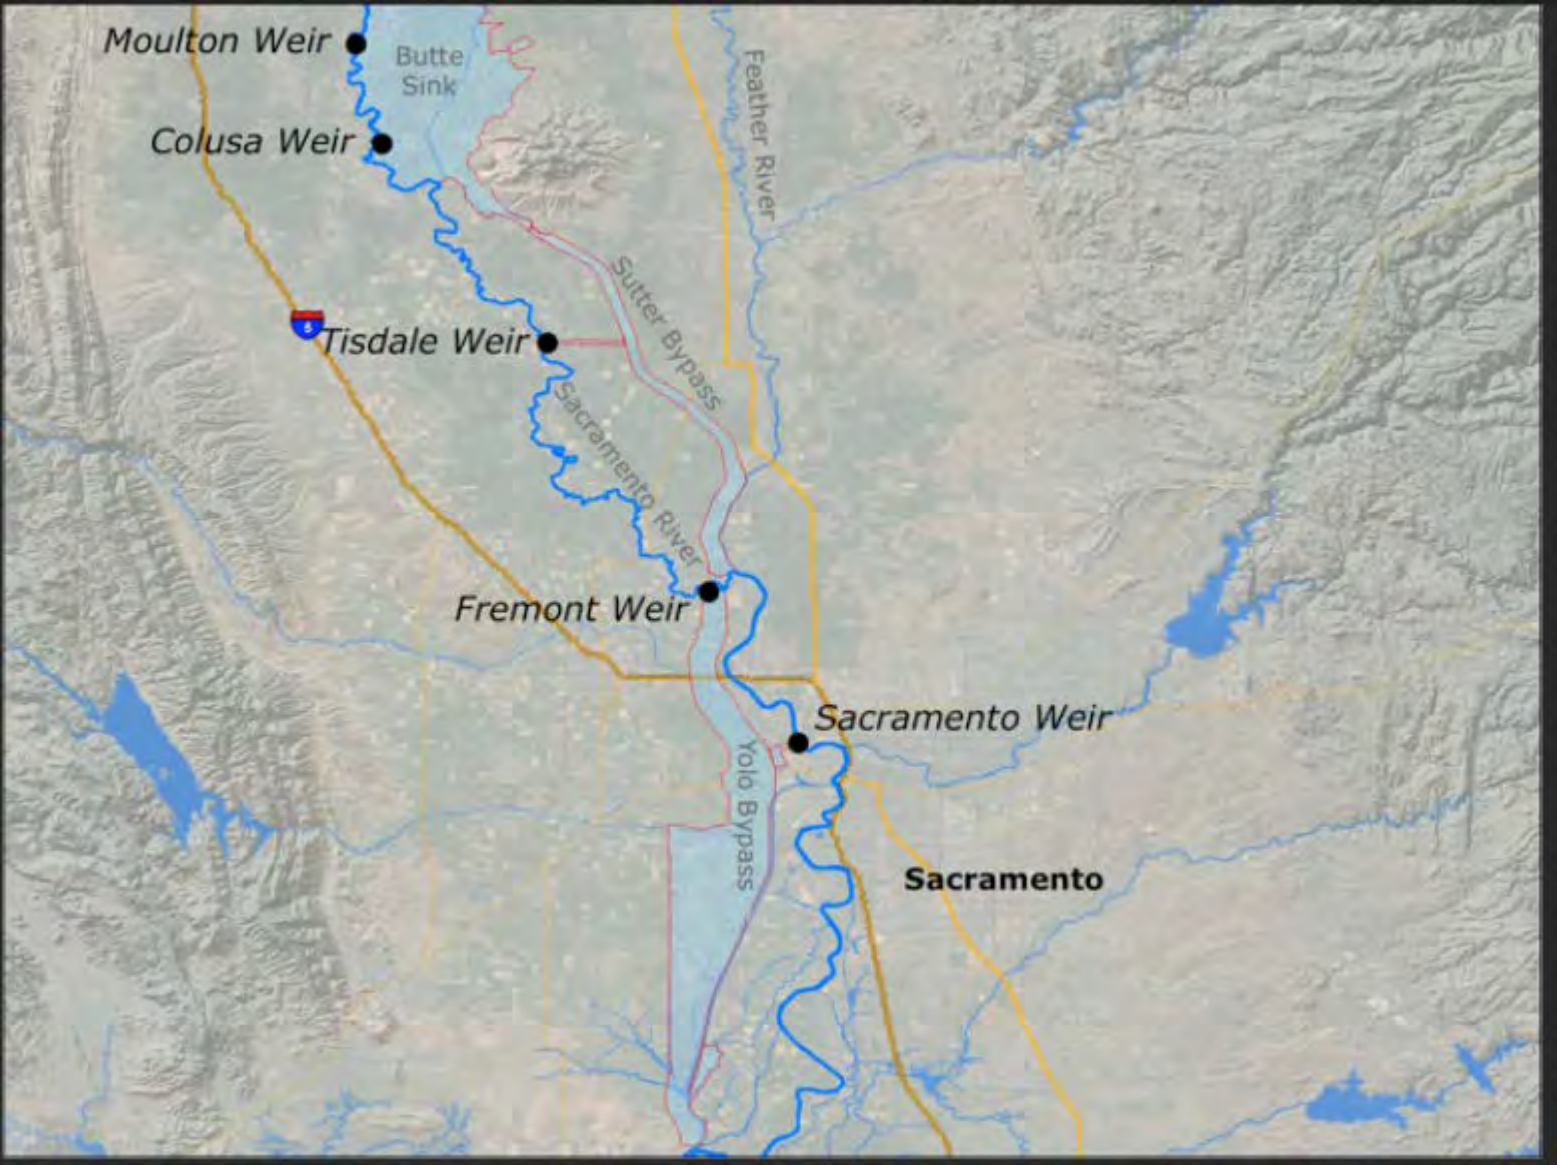 Moulton Weir
Butte
Sink
Feather River
Colusa Weir
Sutter Bypass
5
Tisdale Weir
Sacramento River
Fremont Weir
Sacramento Weir
Yolo Bypass
Sacramento